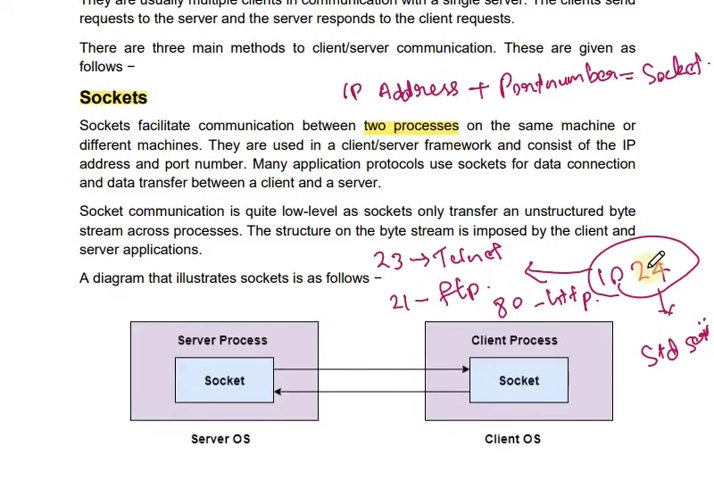 They are usually multiple clients in communication with a single server. The clients send
requests to the server and the server responds to the client requests.
There are three main methods to client/server communication. These are given as
follows −
IP Address + Portnumber = Socket.
Sockets
Sockets facilitate communication between two processes on the same machine or
different machines. They are used in a client/server framework and consist of the IP
address and port number. Many application protocols use sockets for data connection
and data transfer between a client and a server.
Socket communication is quite low-level as sockets only transfer an unstructured byte
stream across processes. The structure on the byte stream is imposed by the client and
server applications.
23 → Telnet
IP 24
A diagram that illustrates sockets is as follows −
21 - ftp.
80 - http.
Std
Server Process
Client Process
Socket
Socket
Server OS
Client OS